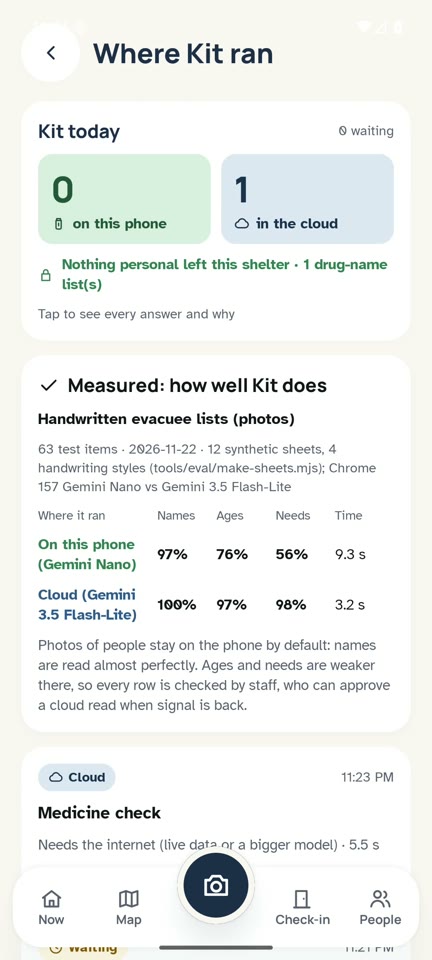 Where Kit ran
Kit today
0 waiting
0
on this phone
1
in the cloud
Nothing personal left this shelter · 1 drug-name
list(s)
Tap to see every answer and why
Measured: how well Kit does
Handwritten evacuee lists (photos)
63 test items · 2026-11-22 · 12 synthetic sheets, 4
handwriting styles (tools/eval/make-sheets.mjs); Chrome
157 Gemini Nano vs Gemini 3.5 Flash-Lite
Where it ran Names Ages Needs Time
On this phone
(Gemini Nano) 97% 76% 56% 9.3 s
Cloud (Gemini
3.5 Flash-Lite) 100% 97% 98% 3.2 s
Photos of people stay on the phone by default: names
are read almost perfectly. Ages and needs are weaker
there, so every row is checked by staff, who can approve
a cloud read when signal is back.
Cloud
11:23 PM
Medicine check
Needs the internet (live data or a bigger model) · 5.5 s
Now
Map
Check-in
People
Waiting
11:21 PM